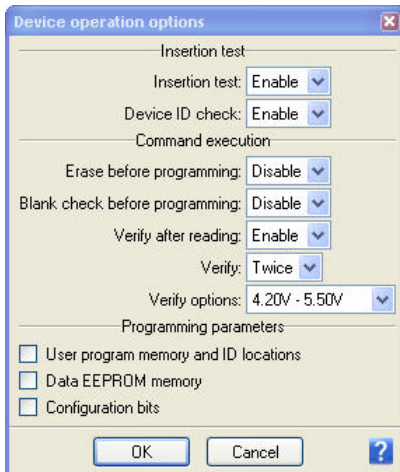 Device operation options
Insertion test
Insertion test: Enable
Device ID check: Enable
Command execution
Erase before programming: Disable
Blank check before programming: Disable
Verify after reading: Enable
Verify: Twice
Verify options: 4.20V - 5.50V
Programming parameters
User program memory and ID locations
Data EEPROM memory
Configuration bits
OK Cancel ?